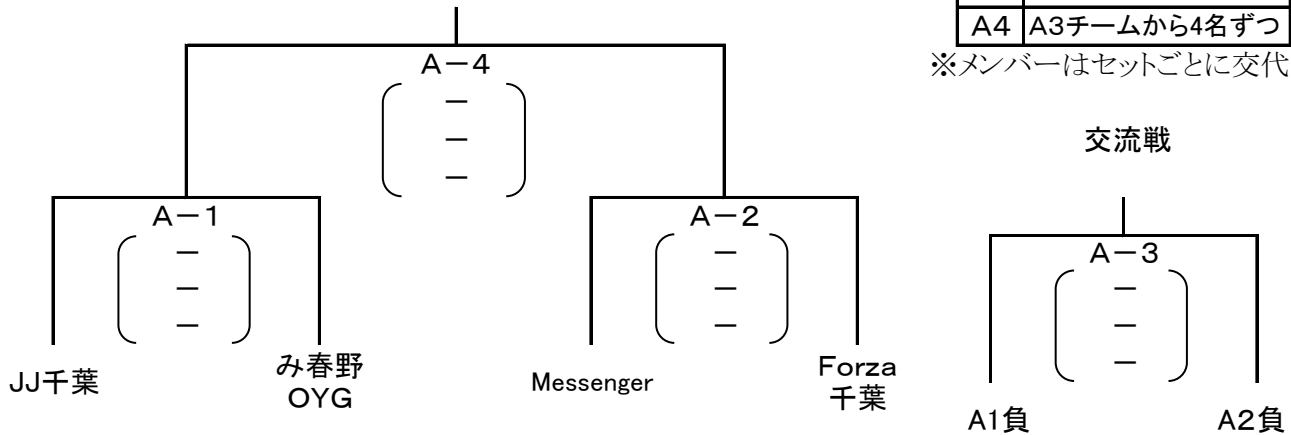 A4 A3チームから4名ずつ
※メンバーはセットごとに交代
A－4
－
－
－
A－1
－
－
－
A－2
－
－
－
JJ千葉
み春野
OYG
Messenger
Forza
千葉
交流戦
A－3
－
－
－
A1負
A2負